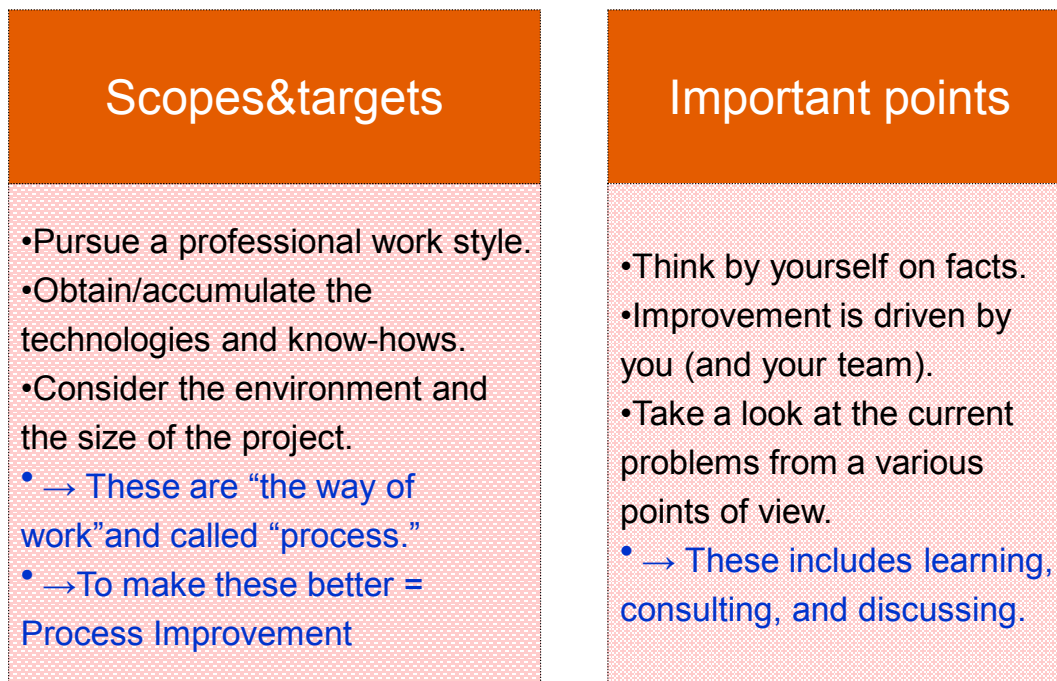 Scopes&targets
•Pursue a professional work style.
•Obtain/accumulate the
technologies and know-hows.
•Consider the environment and
the size of the project.
• → These are “the way of
work”and called “process.”
• →To make these better =
Process Improvement
Important points
•Think by yourself on facts.
•Improvement is driven by
you (and your team).
•Take a look at the current
problems from a various
points of view.
• → These includes learning,
consulting, and discussing.